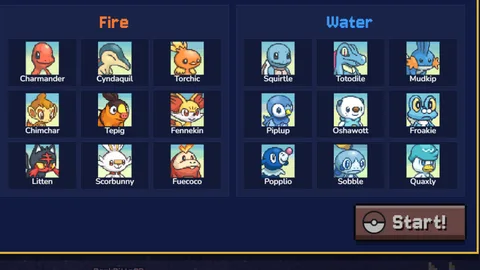 Fire
Water
Charmander Cyndaquil Torchic
Squirtle Totodile Mudkip
Chimchar Tepig Fennekin
Piplup Oshawott Froakie
Litten Scorbunny Fuecoco
Popplio Sobble Quaxly
Start!